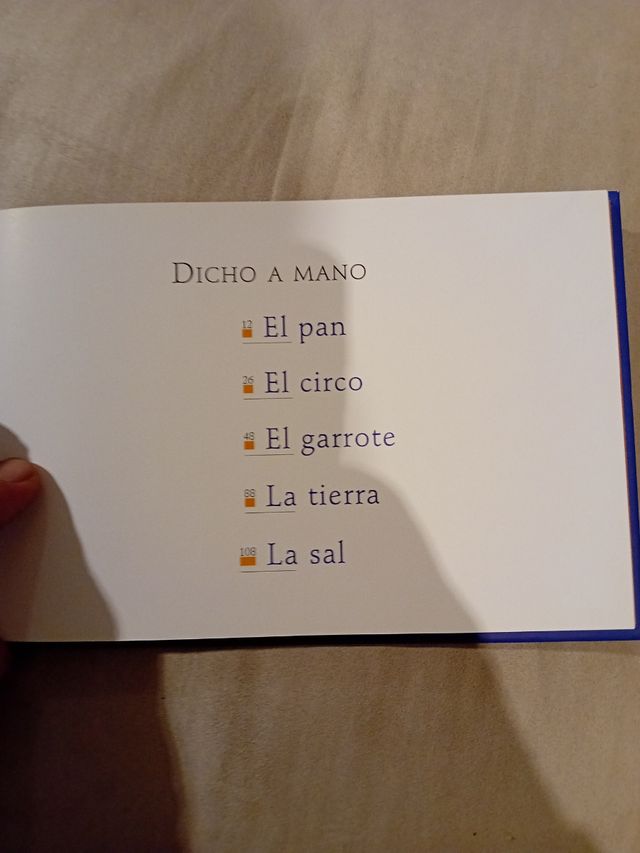 DICHO A MANO
12 El pan
26 El circo
48 El garrote
88 La tierra
108 La sal